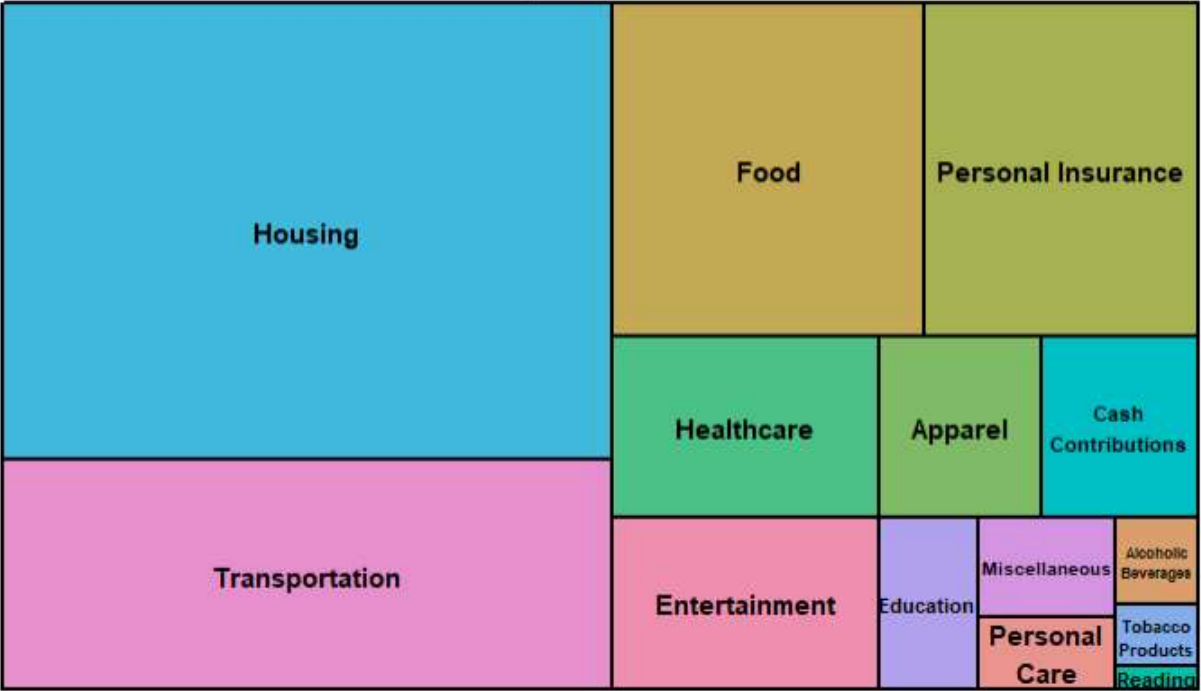 Housing
Food
Personal Insurance
Transportation
Healthcare
Apparel
Cash
Contributions
Entertainment
Education
Miscellaneous
Personal
Care
Alcoholic
Beverages
Tobacco
Products
Reading